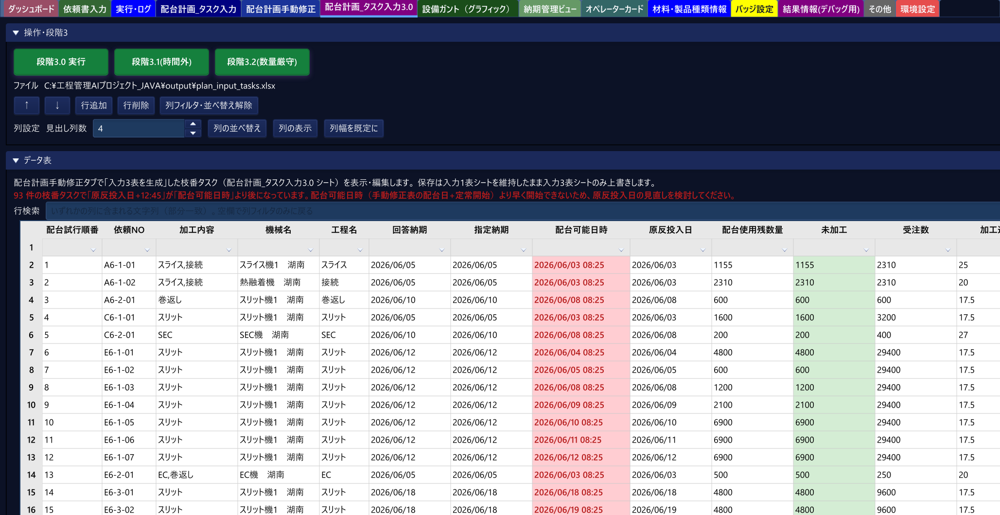 ダッシュボード 依頼書入力 実行・ログ 配台計画_タスク入力 配台計画手動修正 配台計画_タスク入力3.0 設備ガント（グラフィック） 納期管理ビュー オペレーターカード 材料・製品種類情報 バッジ設定 結果情報(デバッグ用) その他 環境設定
▼ 操作・段階3
段階3.0 実行 段階3.1(時間外) 段階3.2(数量厳守)
ファイル C:¥工程管理AIプロジェクト_JAVA¥output¥plan_input_tasks.xlsx
↑ ↓ 行追加 行削除 列フィルタ・並べ替え解除
列設定 見出し列数 4 列の並べ替え 列の表示 列幅を既定に
▼ データ表
配台計画手動修正タブで「入力3表を生成」した枝番タスク（配台計画_タスク入力3.0 シート）を表示・編集します。保存は入力1表シートを維持したまま入力3表シートのみ上書きします。
93 件の枝番タスクで「原反投入日+12:45」が「配台可能日時」より後になっています。配台可能日時（手動修正表の配台日+定常開始）より早く開始できないため、原反投入日の見直しを検討してください。
行検索 いずれかの列に含まれる文字列（部分一致）。空欄で列フィルタのみに戻る
配台試行順番 依頼NO 加工内容 機械名 工程名 回答納期 指定納期 配台可能日時 原反投入日 配台使用残数量 未加工 受注数 加工
1
2 1 A6-1-01 スライス,接続 スライス機1 湖南 スライス 2026/06/05 2026/06/05 2026/06/03 08:25 2026/06/03 1155 1155 2310 25
3 2 A6-1-02 スライス,接続 熱融着機 湖南 接続 2026/06/05 2026/06/05 2026/06/03 08:25 2026/06/03 2310 2310 2310 20
4 3 A6-2-01 巻返し スリット機1 湖南 巻返し 2026/06/10 2026/06/10 2026/06/08 08:25 2026/06/08 600 600 600 17.5
5 4 C6-1-01 スリット スリット機1 湖南 スリット 2026/06/05 2026/06/05 2026/06/03 08:25 2026/06/03 1600 1600 3200 17.5
6 5 C6-2-01 SEC SEC機 湖南 SEC 2026/06/10 2026/06/10 2026/06/08 08:25 2026/06/08 200 200 400 27
7 6 E6-1-01 スリット スリット機1 湖南 スリット 2026/06/12 2026/06/12 2026/06/04 08:25 2026/06/04 4800 4800 29400 17.5
8 7 E6-1-02 スリット スリット機1 湖南 スリット 2026/06/12 2026/06/12 2026/06/05 08:25 2026/06/05 600 600 29400 17.5
9 8 E6-1-03 スリット スリット機1 湖南 スリット 2026/06/12 2026/06/12 2026/06/08 08:25 2026/06/08 1200 1200 29400 17.5
10 9 E6-1-04 スリット スリット機1 湖南 スリット 2026/06/12 2026/06/12 2026/06/09 08:25 2026/06/09 2100 2100 29400 17.5
11 10 E6-1-05 スリット スリット機1 湖南 スリット 2026/06/12 2026/06/12 2026/06/10 08:25 2026/06/10 6900 6900 29400 17.5
12 11 E6-1-06 スリット スリット機1 湖南 スリット 2026/06/12 2026/06/12 2026/06/11 08:25 2026/06/11 6900 6900 29400 17.5
13 12 E6-1-07 スリット スリット機1 湖南 スリット 2026/06/12 2026/06/12 2026/06/12 08:25 2026/06/12 6900 6900 29400 17.5
14 13 E6-2-01 EC,巻返し EC機 湖南 EC 2026/06/05 2026/06/05 2026/06/03 08:25 2026/06/03 500 500 250 20
15 14 E6-3-01 スリット スリット機1 湖南 スリット 2026/06/18 2026/06/18 2026/06/18 08:25 2026/06/18 4800 4800 9600 17.5
16 15 E6-3-02 スリット スリット機1 湖南 スリット 2026/06/18 2026/06/18 2026/06/19 08:25 2026/06/19 4800 4800 9600 17.5